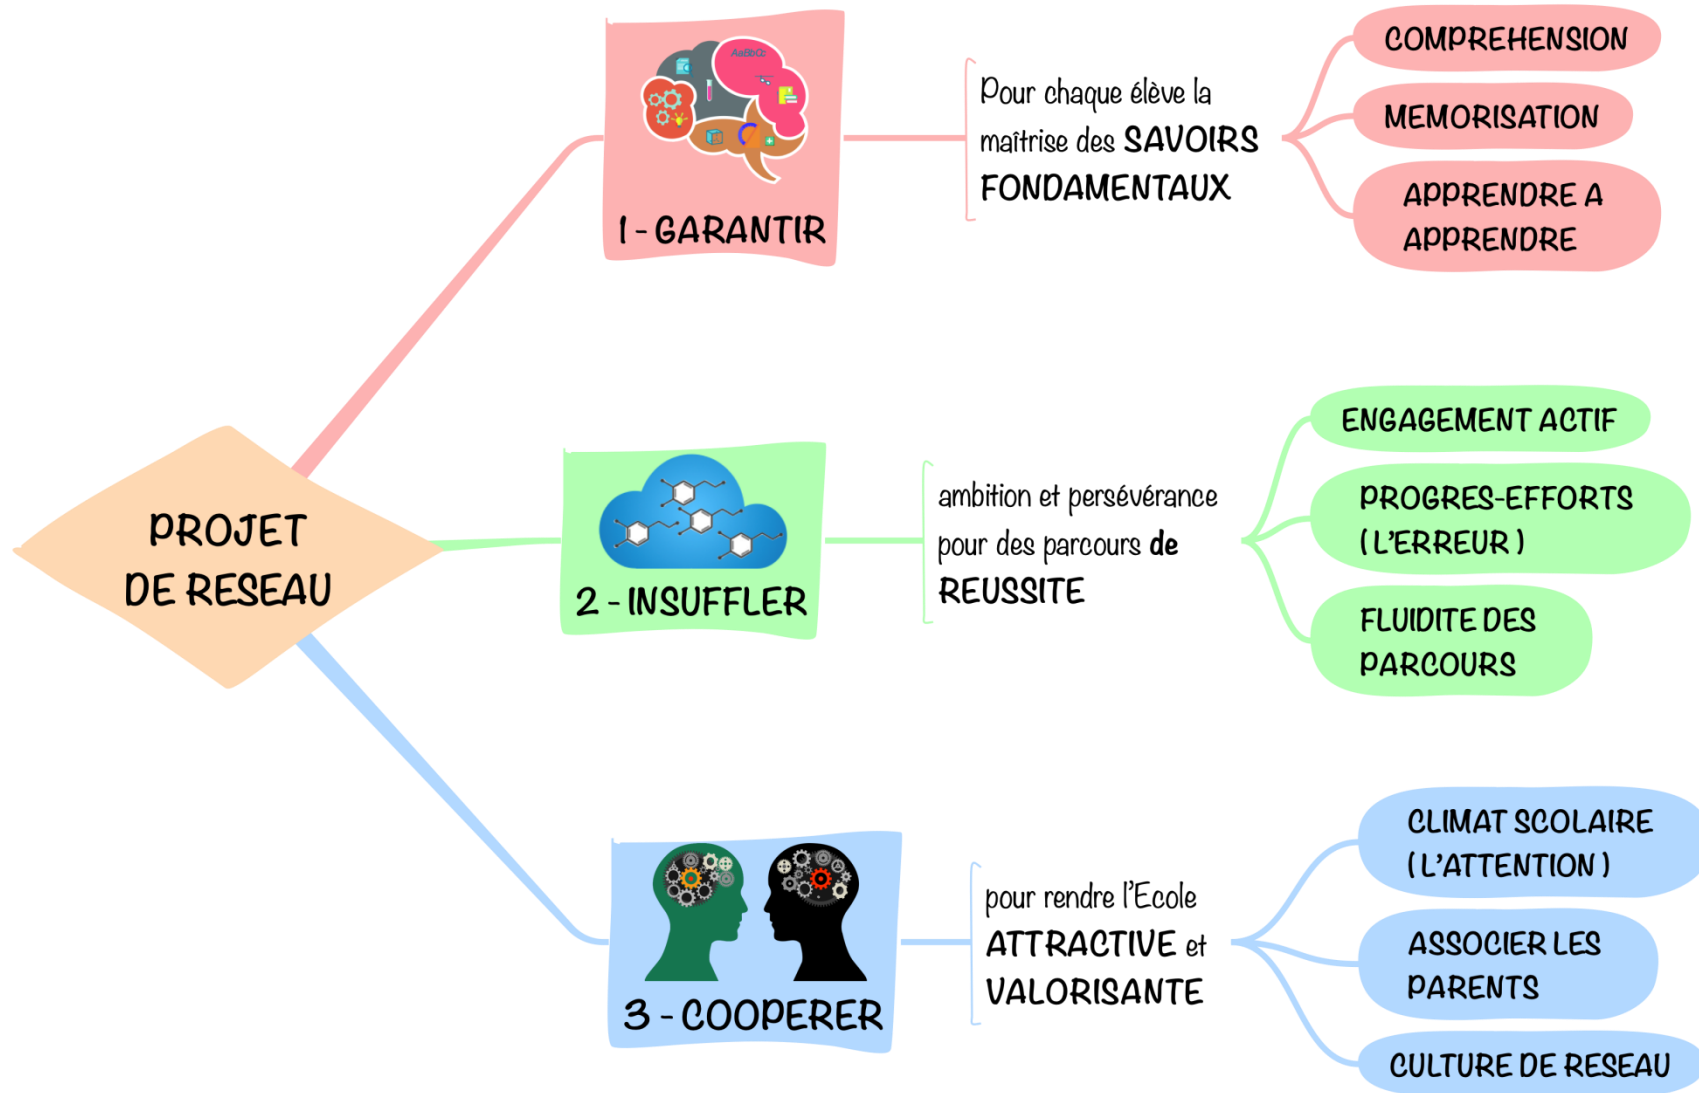 PROJET
DE RESEAU
AaBbCc
1 - GARANTIR
Pour chaque élève la
maîtrise des SAVOIRS
FONDAMENTAUX
COMPREHENSION
MEMORISATION
APPRENDRE A
APPRENDRE
2 - INSUFFLER
ambition et persévérance
pour des parcours de
REUSSITE
ENGAGEMENT ACTIF
PROGRES-EFFORTS
( L'ERREUR )
FLUIDITE DES
PARCOURS
3 - COOPERER
pour rendre l'Ecole
ATTRACTIVE et
VALORISANTE
CLIMAT SCOLAIRE
( L'ATTENTION )
ASSOCIER LES
PARENTS
CULTURE DE RESEAU